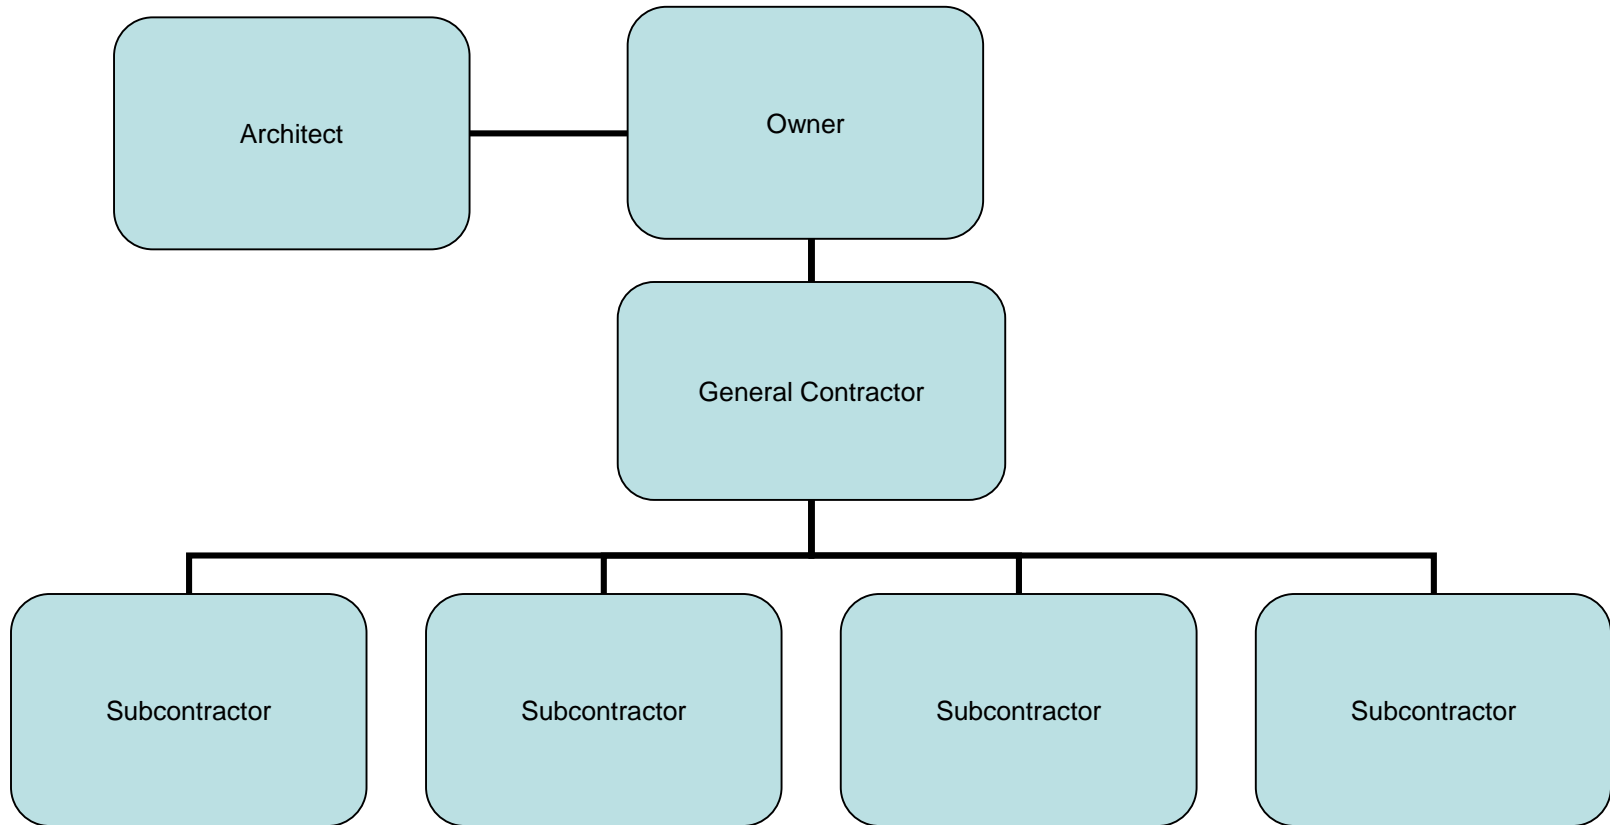 Architect
Owner
General Contractor
Subcontractor
Subcontractor
Subcontractor
Subcontractor